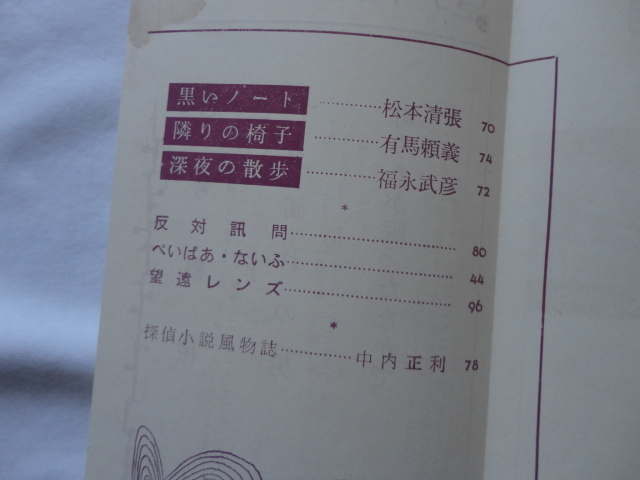 黒いノート…………松本清張 70
隣りの椅子…………有馬頼義 74
深夜の散歩…………福永武彦 72
*
反対訊問…………………………80
ぺいぱあ・ないふ…………………………44
望遠レンズ…………………………96
*
探偵小説風物誌……………中内正利 78